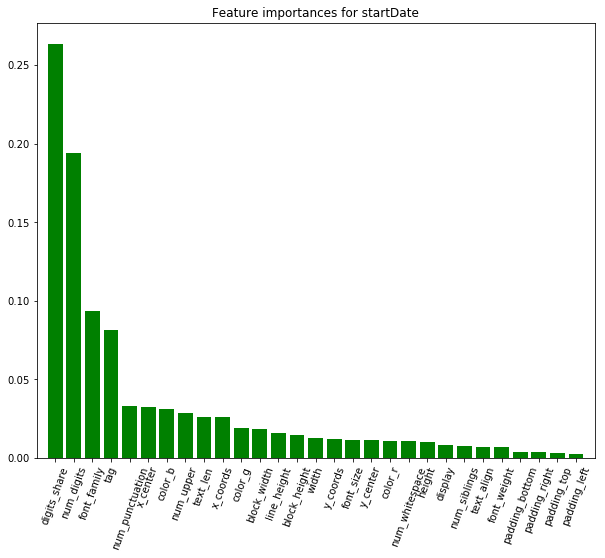 Feature importances for startDate
0.25
0.20
0.15
0.10
0.05
0.00
digits_share
num_digits
font_family
tag
num_punctuation
x_center
color_b
num_upper
text_len
x_coords
color_g
block_width
line_height
block_height
width
y_coords
font_size
y_center
color_r
num_whitespace
height
display
num_siblings
text_align
font_weight
padding_bottom
padding_right
padding_top
padding_left